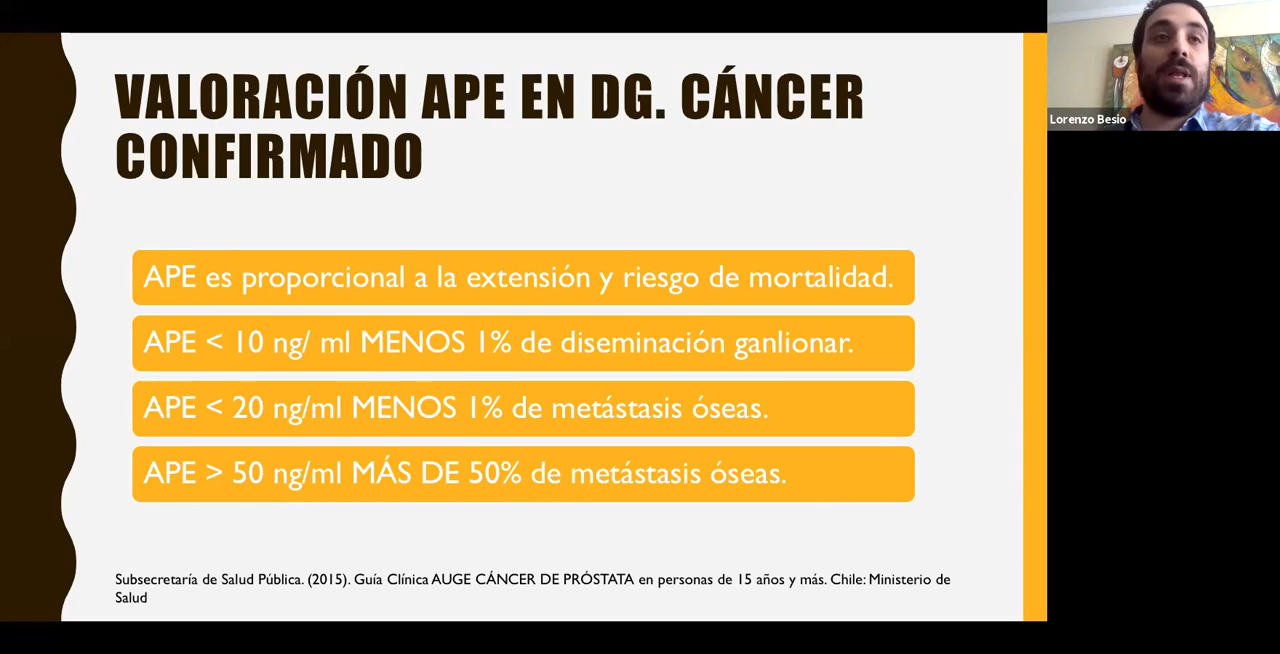 VALORACIÓN APE EN DG. CÁNCER
CONFIRMADO
Lorenzo Besio
APE es proporcional a la extensión y riesgo de mortalidad.
APE < 10 ng/ ml MENOS 1% de diseminación ganlionar.
APE < 20 ng/ml MENOS 1% de metástasis óseas.
APE > 50 ng/ml MÁS DE 50% de metástasis óseas.
Subsecretaría de Salud Pública. (2015). Guía Clínica AUGE CÁNCER DE PRÓSTATA en personas de 15 años y más. Chile: Ministerio de
Salud